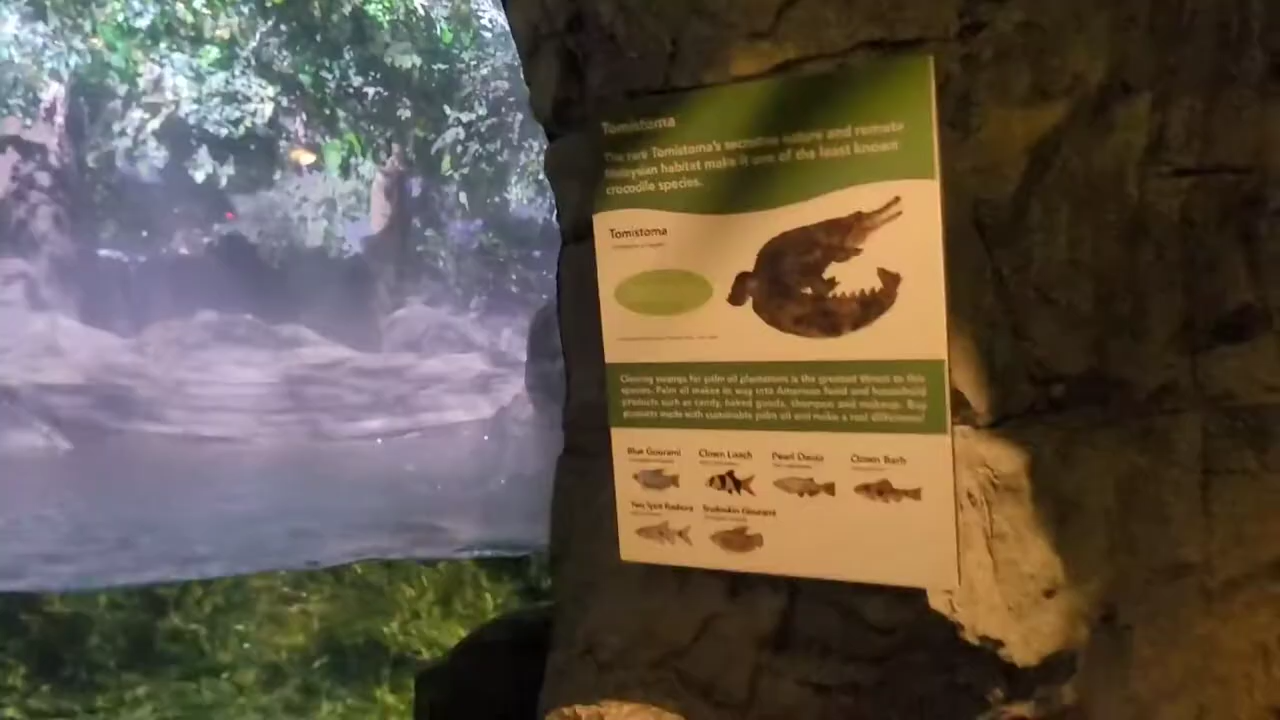 Tomistoma
The rare Tomistoma's secretive nature and remote
Malaysian habitat make it one of the least known
crocodile species.
Tomistoma
Clearing swamps for palm oil plantations is the greatest threat to this
species. Palm oil makes its way into American food and household
products such as candy, baked goods, shampoo and makeup. Buy
products made with sustainable palm oil and make a real difference!
Blue Gourami
Clown Loach
Pearl Danio
Clown Barb
Two Spot Rasbora
Snakeskin Gourami